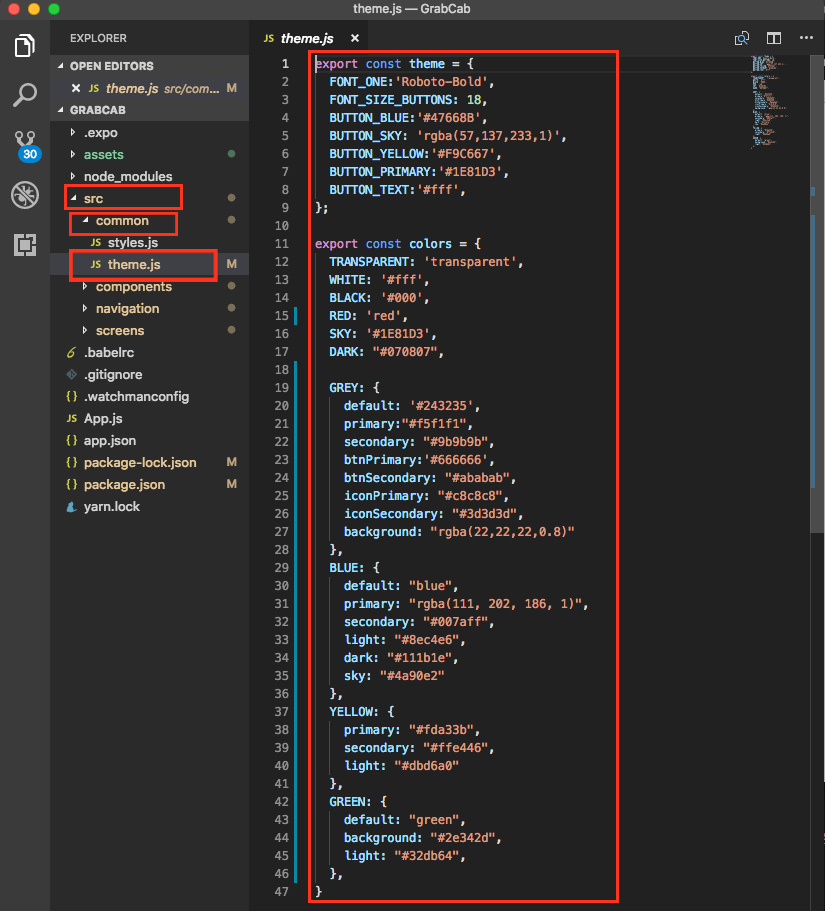 theme.js — GrabCab
EXPLORER
OPEN EDITORS
JS theme.js src/com... M
GRABCAB
.expo
assets
node_modules
src
common
JS styles.js
JS theme.js M
components
navigation
screens
.babelrc
.gitignore
{ } .watchmanconfig
JS App.js
{ } app.json
{ } package-lock.json M
{ } package.json M
yarn.lock
30
JS theme.js
1 export const theme = {
2 FONT_ONE:'Roboto-Bold',
3 FONT_SIZE_BUTTONS: 18,
4 BUTTON_BLUE:'#47668B',
5 BUTTON_SKY: 'rgba(57,137,233,1)',
6 BUTTON_YELLOW:'#F9C667',
7 BUTTON_PRIMARY:'#1E81D3',
8 BUTTON_TEXT:'#fff',
9 };
10
11 export const colors = {
12 TRANSPARENT: 'transparent',
13 WHITE: '#fff',
14 BLACK: '#000',
15 RED: 'red',
16 SKY: '#1E81D3',
17 DARK: "#070807",
18
19 GREY: {
20 default: '#243235',
21 primary:"#f5f1f1",
22 secondary: "#9b9b9b",
23 btnPrimary:'#666666',
24 btnSecondary: "#ababab",
25 iconPrimary: "#c8c8c8",
26 iconSecondary: "#3d3d3d",
27 background: "rgba(22,22,22,0.8)"
28 },
29 BLUE: {
30 default: "blue",
31 primary: "rgba(111, 202, 186, 1)",
32 secondary: "#007aff",
33 light: "#8ec4e6",
34 dark: "#111b1e",
35 sky: "#4a90e2"
36 },
37 YELLOW: {
38 primary: "#fda33b",
39 secondary: "#ffe446",
40 light: "#dbd6a0"
41 },
42 GREEN: {
43 default: "green",
44 background: "#2e342d",
45 light: "#32db64",
46 },
47 }